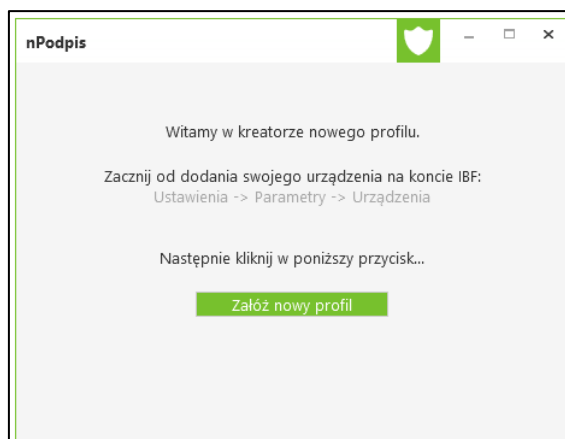 nPodpis
Witamy w kreatorze nowego profilu.
Zacznij od dodania swojego urządzenia na koncie IBF:
Ustawienia -> Parametry -> Urządzenia
Następnie kliknij w poniższy przycisk...
Załóż nowy profil